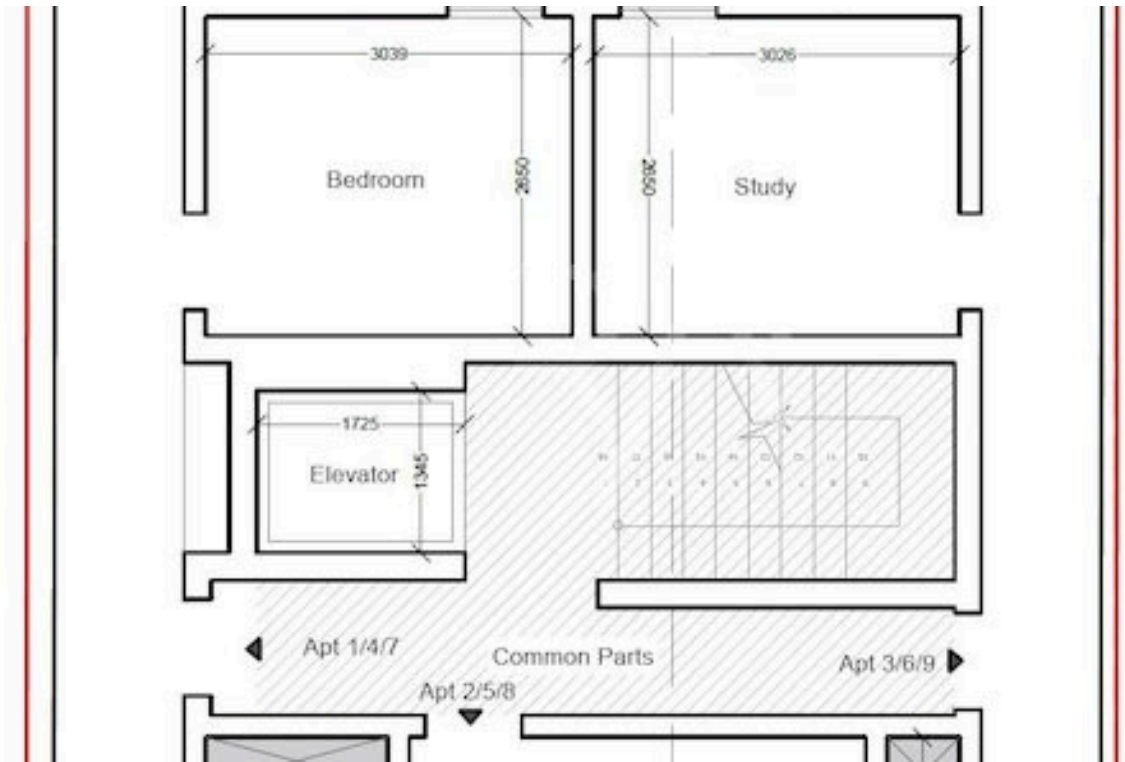 3039
3026
2650
2650
Bedroom
Study
1725
Elevator
1345
Apt 1/4/7
Common Parts
Apt 3/6/9
Apt 2/5/8